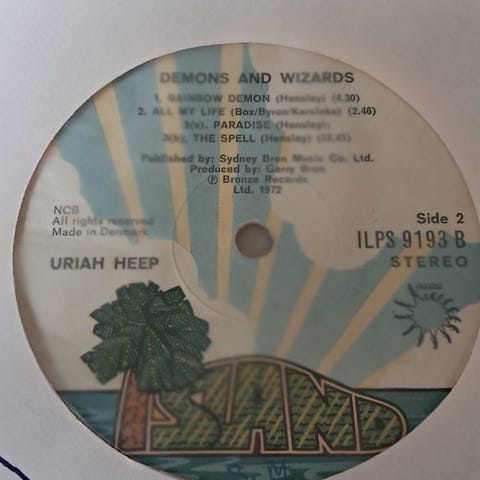 DEMONS AND WIZARDS
1. RAINBOW DEMON (Hensley) (4.30)
2. ALL MY LIFE (Box/Byron/Kerslake) (2.46)
3(a). PARADISE (Hensley)
3(b). THE SPELL (Hensley) (12.41)
Published by: Sydney Bron Music Co. Ltd.
Produced by: Gerry Bron
℗ Bronze Records
Ltd. 1972
NCB
All rights reserved
Made in Denmark
Side 2
ILPS 9193 B
STEREO
URIAH HEEP
ISLAND